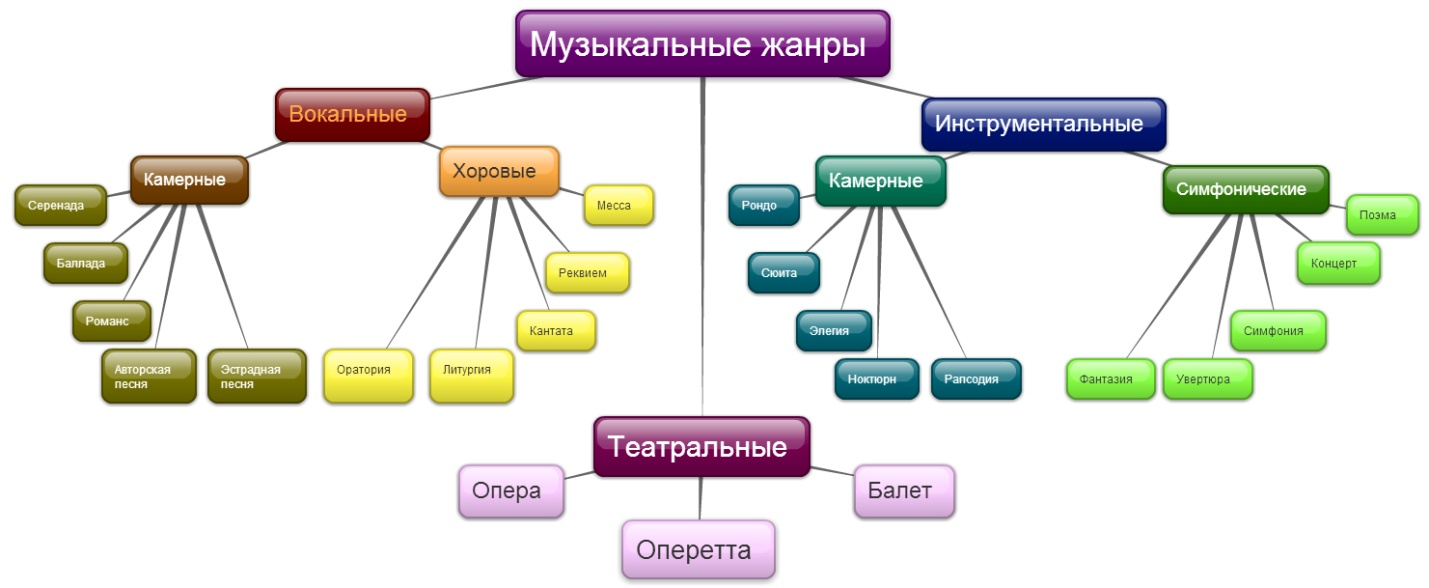 Музыкальные жанры
Вокальные
Инструментальные
Камерные
Хоровые
Камерные
Симфонические
Серенада
Баллада
Романс
Авторская
песня
Эстрадная
песня
Месса
Реквием
Кантата
Литургия
Оратория
Рондо
Сюита
Элегия
Ноктюрн
Рапсодия
Поэма
Концерт
Симфония
Увертюра
Фантазия
Театральные
Опера
Оперетта
Балет